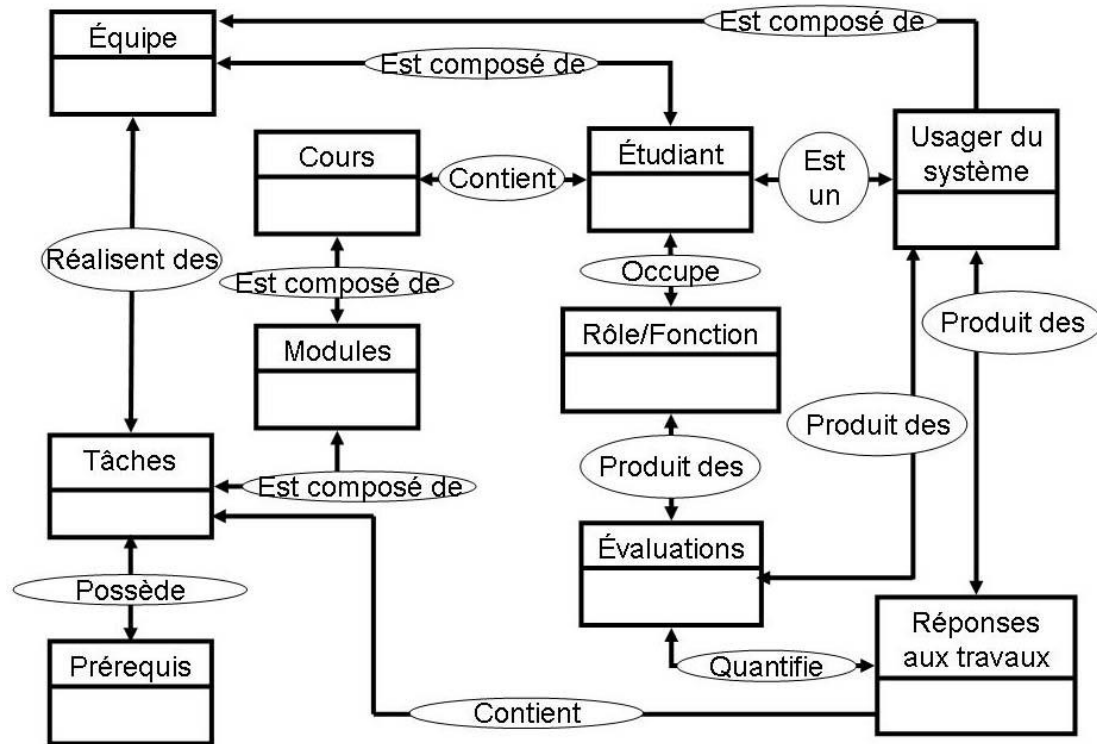 Est composé de
Équipe
Est composé de
Usager du
système
Cours
Étudiant
Contient
Est
un
Réalisent des
Est composé de
Occupe
Produit des
Modules
Rôle/Fonction
Produit des
Tâches
Est composé de
Produit des
Évaluations
Possède
Réponses
aux travaux
Prérequis
Quantifie
Contient